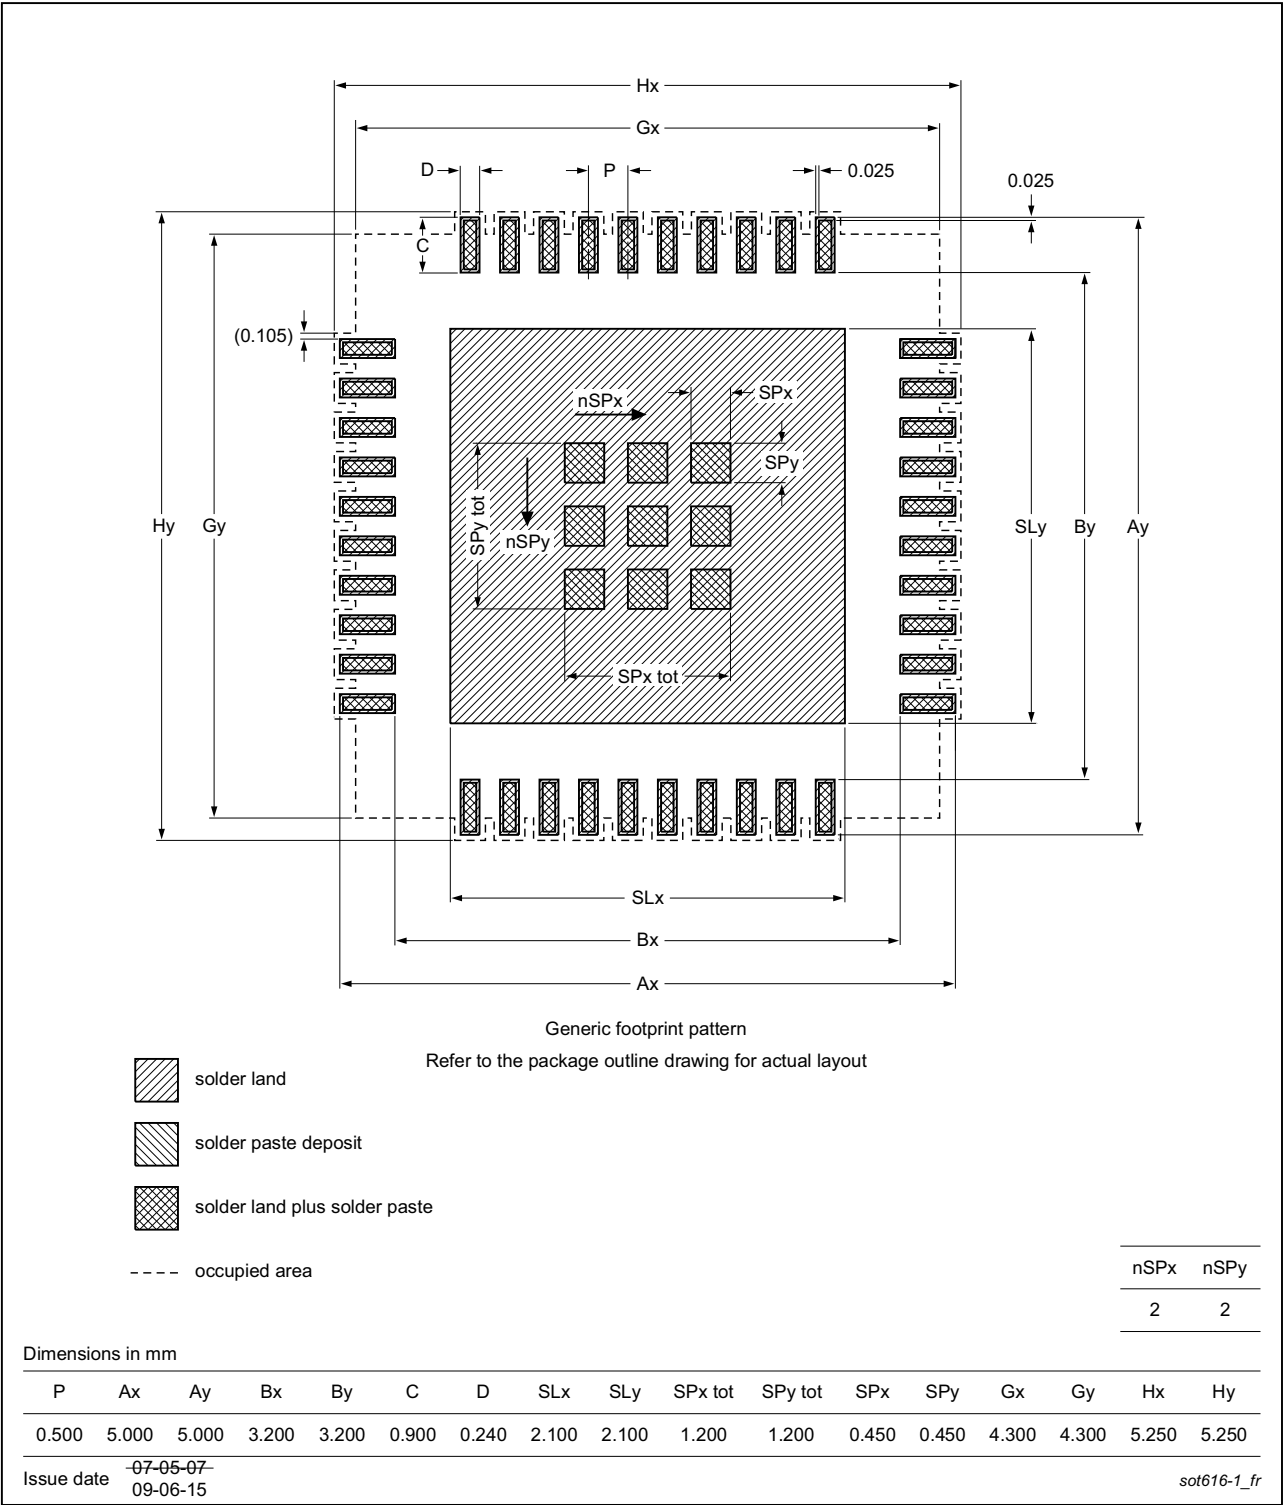 Hx
Gx
D
P
0.025
0.025
C
(0.105)
nSPx
SPx
SPy
SPy tot
nSPy
Hy
Gy
SLy
By
Ay
SPx tot
SLx
Bx
Ax
Generic footprint pattern
Refer to the package outline drawing for actual layout
solder land
solder paste deposit
solder land plus solder paste
occupied area
nSPx nSPy
2 2
Dimensions in mm
P Ax Ay Bx By C D SLx SLy SPx tot SPy tot SPx SPy Gx Gy Hx Hy
0.500 5.000 5.000 3.200 3.200 0.900 0.240 2.100 2.100 1.200 1.200 0.450 0.450 4.300 4.300 5.250 5.250
Issue date 07-05-07
09-06-15
sot616-1_fr